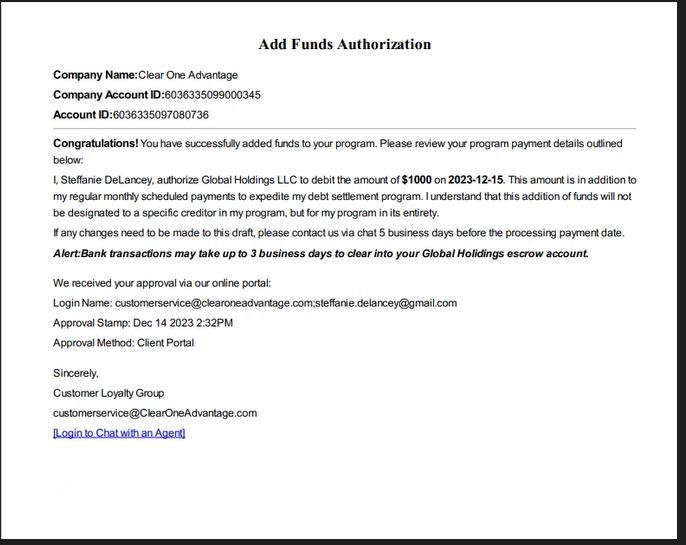 Add Funds Authorization
Company Name:Clear One Advantage
Company Account ID:6036335099000345
Account ID:6036335097080736
Congratulations! You have successfully added funds to your program. Please review your program payment details outlined
below:
I, Steffanie DeLancey, authorize Global Holdings LLC to debit the amount of $1000 on 2023-12-15. This amount is in addition to
my regular monthly scheduled payments to expedite my debt settlement program. I understand that this addition of funds will not
be designated to a specific creditor in my program, but for my program in its entirety.
If any changes need to be made to this draft, please contact us via chat 5 business days before the processing payment date.
Alert:Bank transactions may take up to 3 business days to clear into your Global Holidings escrow account.
We received your approval via our online portal:
Login Name: customerservice@clearoneadvantage.com;steffanie.delancey@gmail.com
Approval Stamp: Dec 14 2023 2:32PM
Approval Method: Client Portal
Sincerely,
Customer Loyalty Group
customerservice@ClearOneAdvantage.com
[Login to Chat with an Agent]